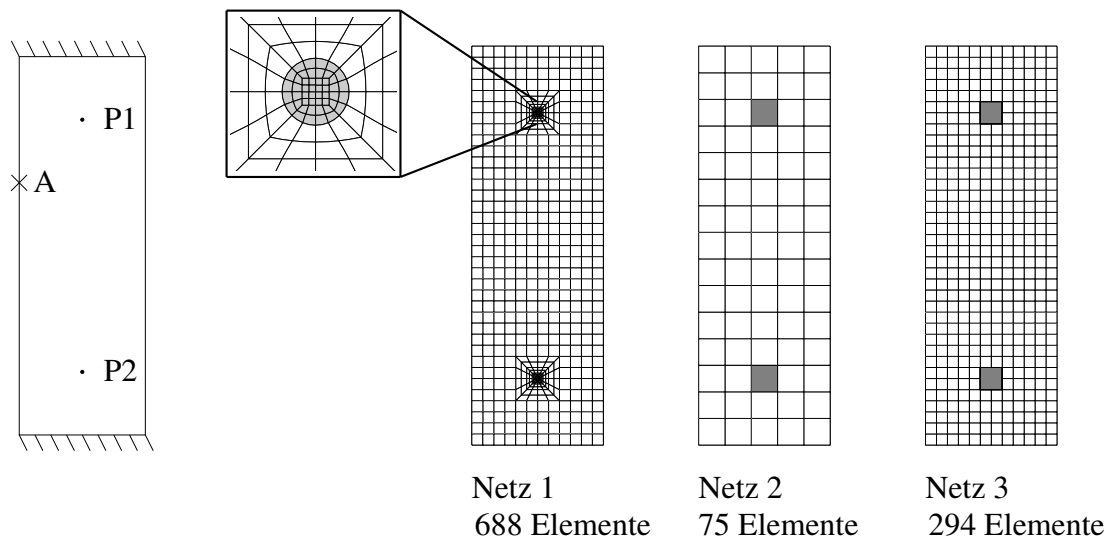 P1
A
P2
Netz 1
688 Elemente
Netz 2
75 Elemente
Netz 3
294 Elemente